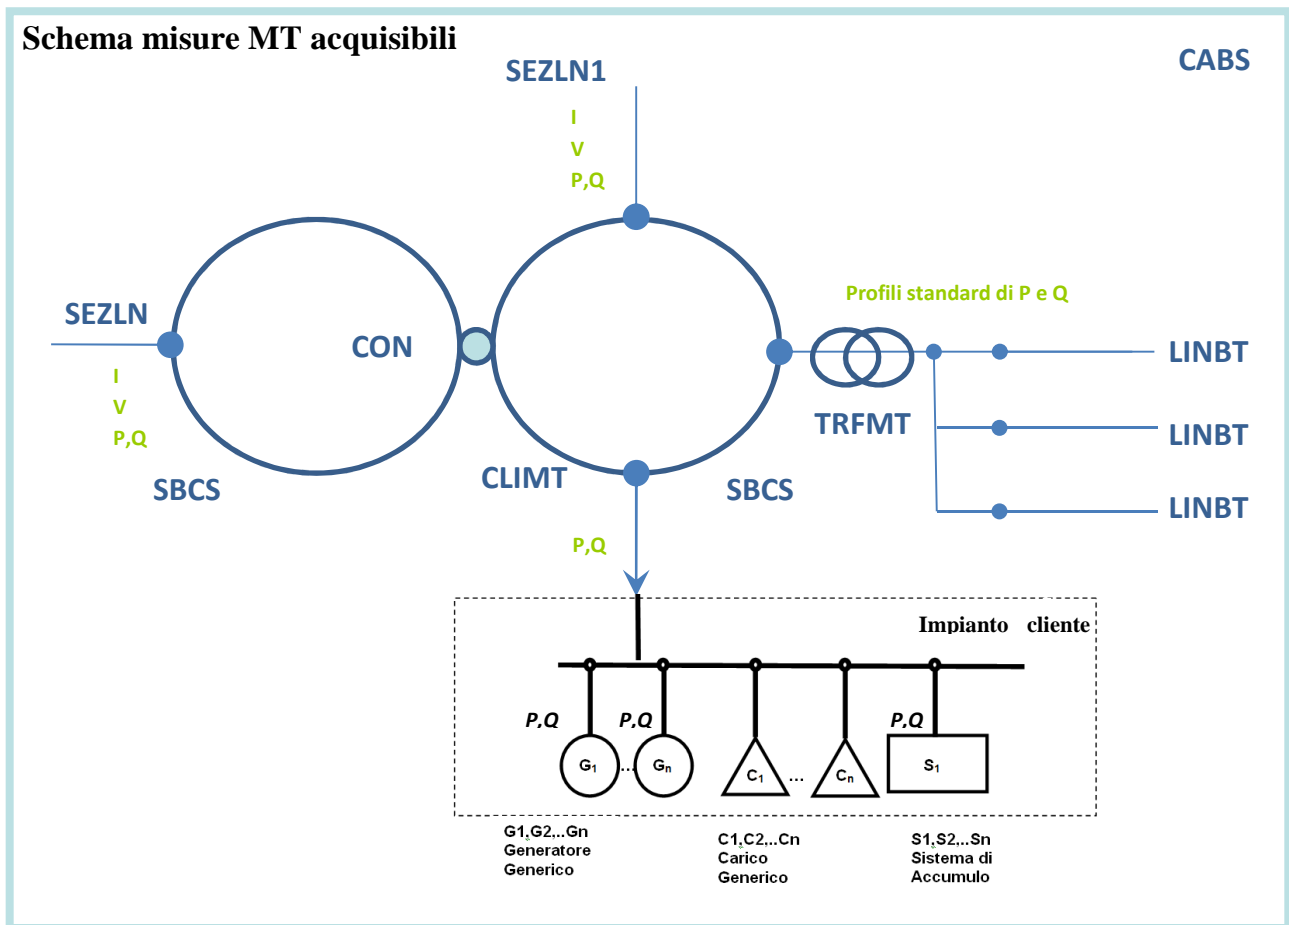 Schema misure MT acquisibili
CABS
SEZLN1
I
V
P,Q
Profili standard di P e Q
SEZLN
CON
LINBT
I
V
P,Q
TRFMT
LINBT
CLIMT
SBCS
SBCS
LINBT
P,Q
Impianto cliente
P,Q
P,Q
P,Q
G1
...
Gn
C1
...
Cn
S1
G1,G2,..Gn
Generatore
Generico
C1,C2,..Cn
Carico
Generico
S1,S2,..Sn
Sistema di
Accumulo